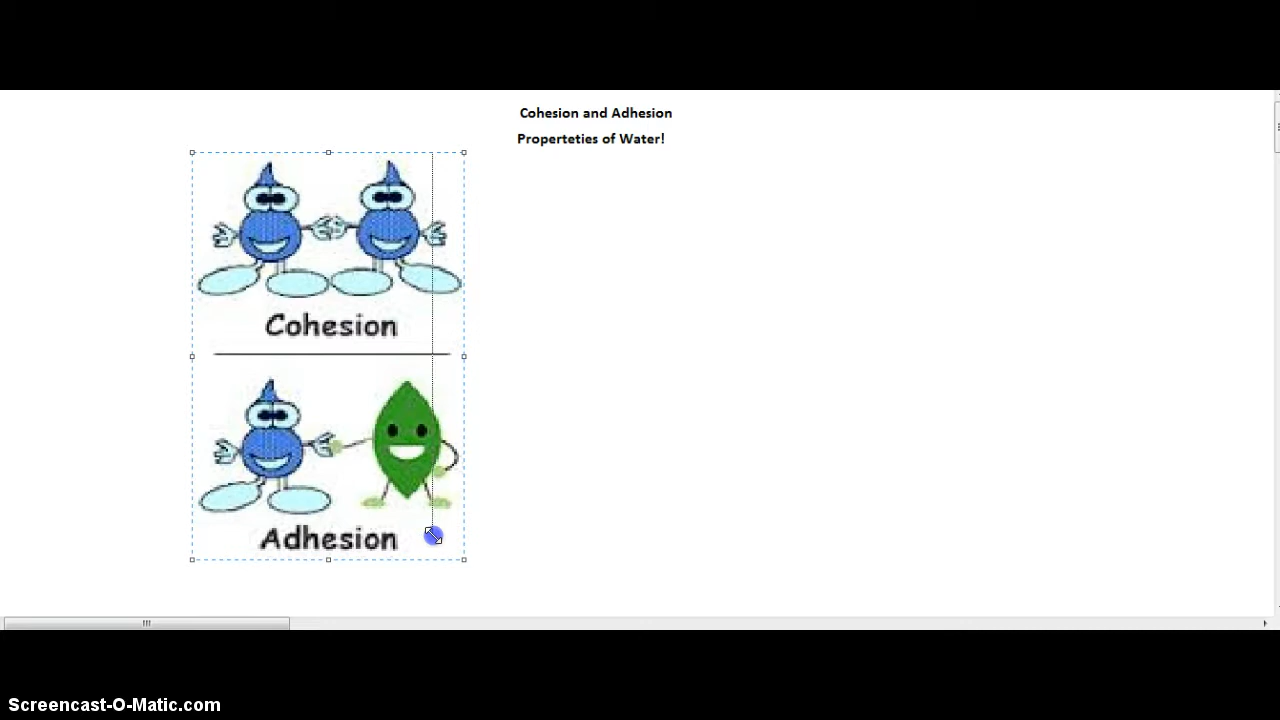 Cohesion and Adhesion
Properteties of Water!
Cohesion
Adhesion
Screencast-O-Matic.com